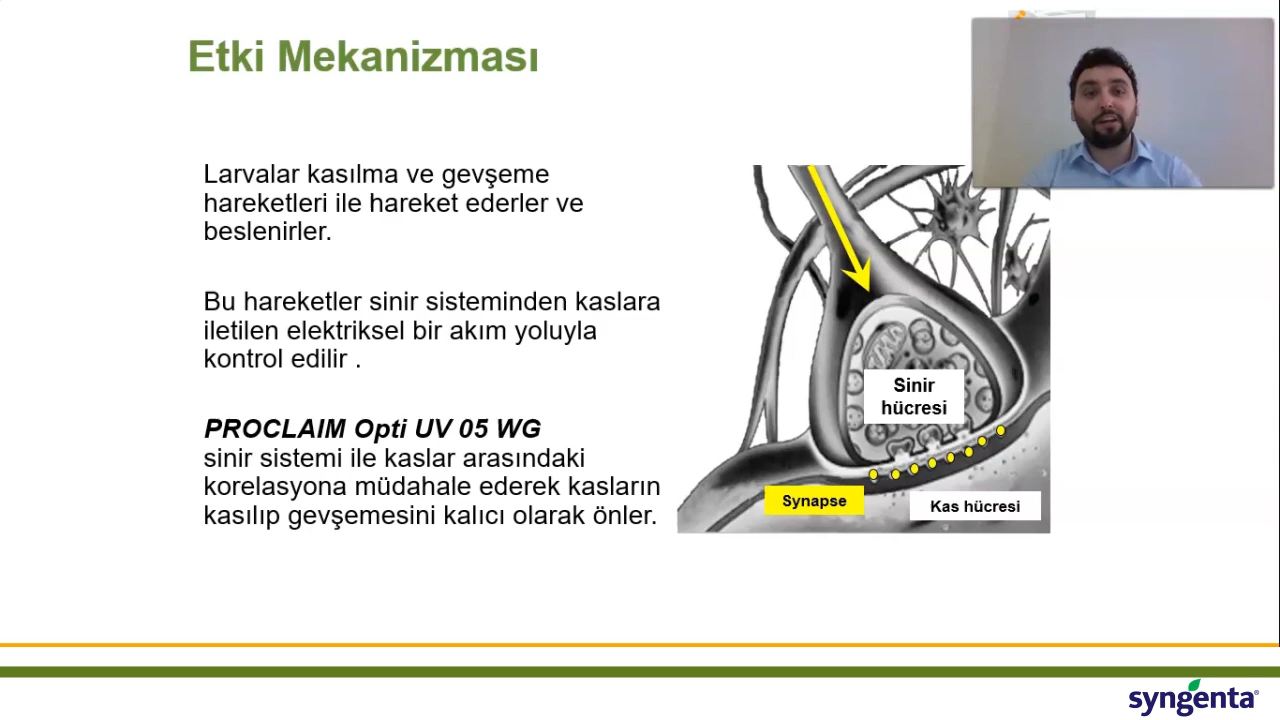 Etki Mekanizması
Larvalar kasılma ve gevşeme
hareketleri ile hareket ederler ve
beslenirler.
Bu hareketler sinir sisteminden kaslara
iletilen elektriksel bir akım yoluyla
kontrol edilir .
PROCLAIM Opti UV 05 WG
sinir sistemi ile kaslar arasındaki
korelasyona müdahale ederek kasların
kasılıp gevşemesini kalıcı olarak önler.
Sinir
hücresi
Synapse
Kas hücresi
syngenta®